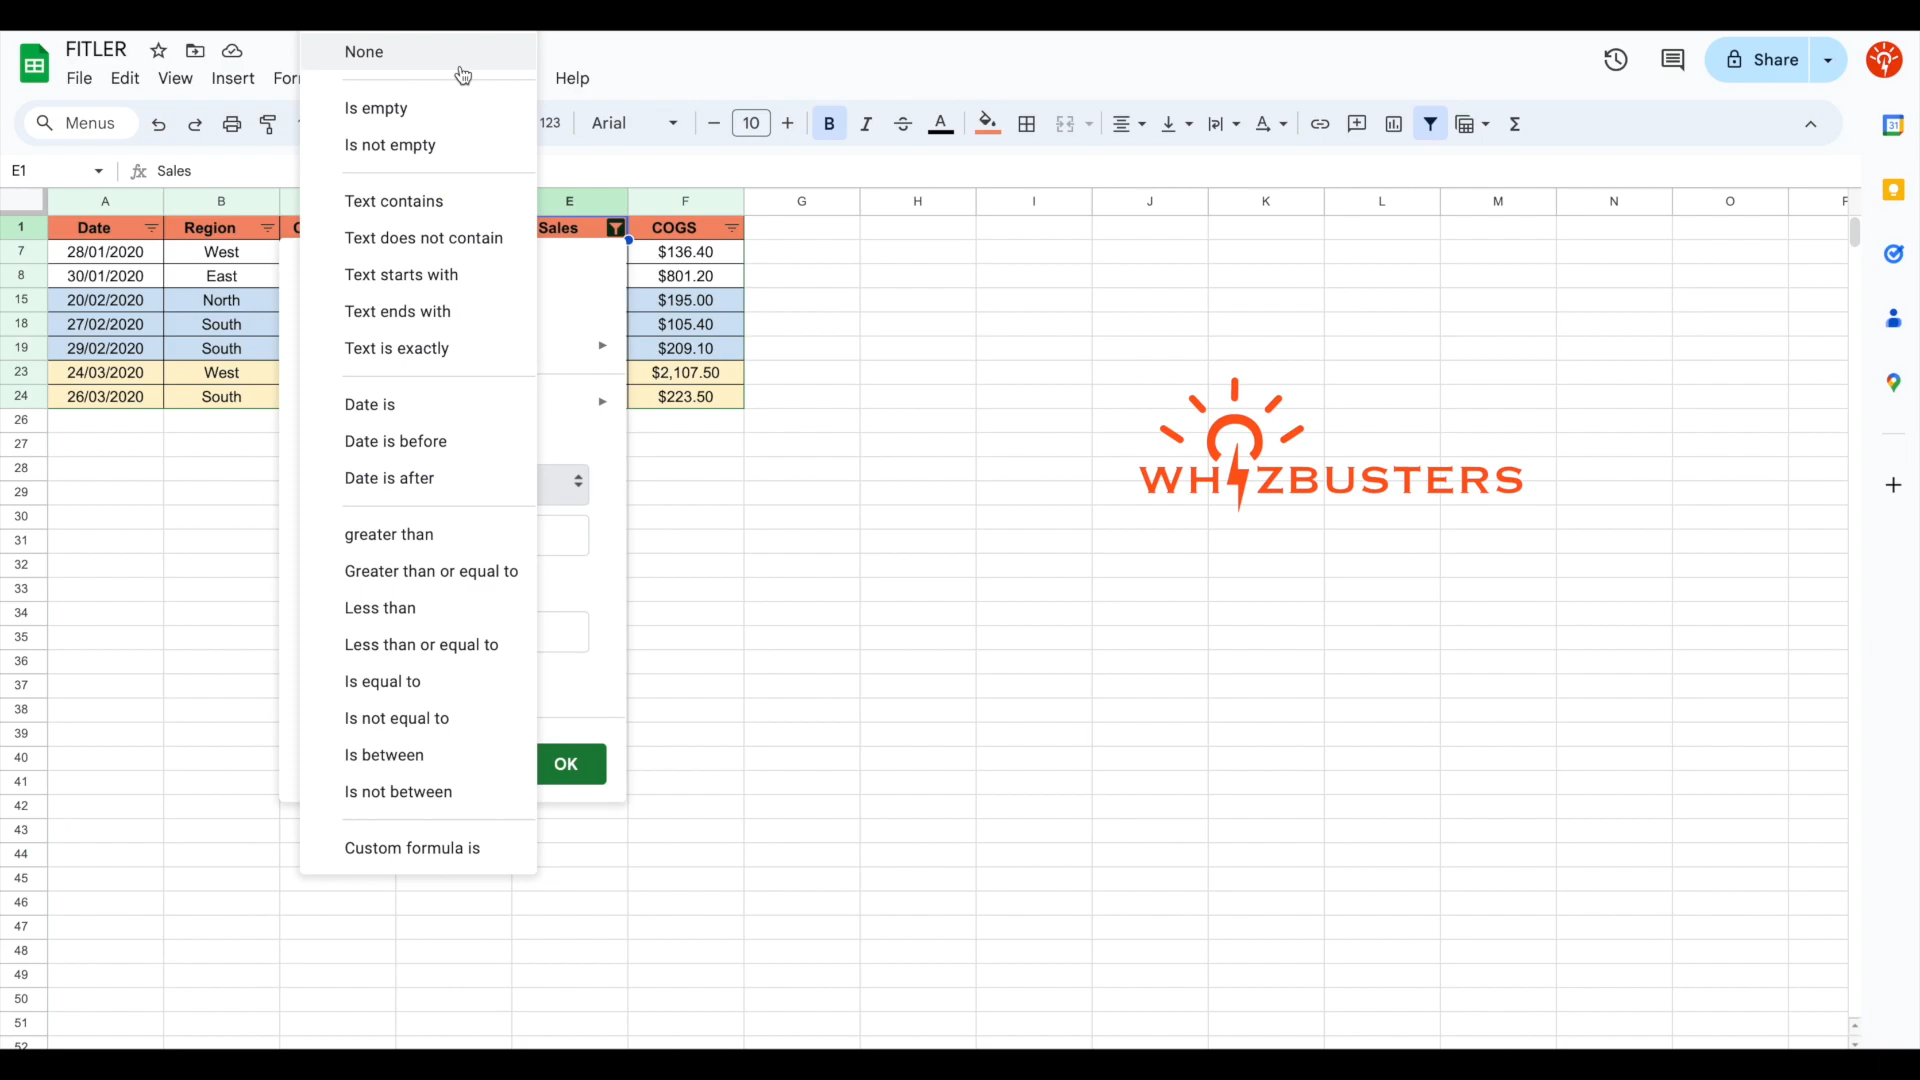 FITLER
File Edit View Insert For Help
Share
Menus 123 Arial 10 B I A
31
E1 fx Sales
A B E F G H I J K L M N O
1 Date Region C Sales COGS
7 28/01/2020 West $136.40
8 30/01/2020 East $801.20
15 20/02/2020 North $195.00
18 27/02/2020 South $105.40
19 29/02/2020 South $209.10
23 24/03/2020 West $2,107.50
24 26/03/2020 South $223.50
26
27
28
29
30
31
32
33
34
35
36
37
38
39
40
41
42
43
44
45
46
47
48
49
50
51
52
None
Is empty
Is not empty
Text contains
Text does not contain
Text starts with
Text ends with
Text is exactly
Date is
Date is before
Date is after
greater than
Greater than or equal to
Less than
Less than or equal to
Is equal to
Is not equal to
Is between
Is not between
Custom formula is
OK
WHIZBUSTERS